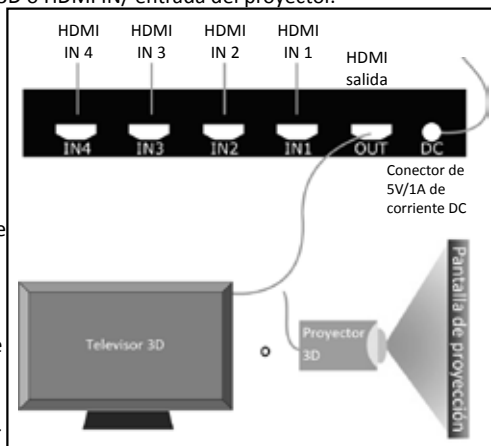 3D o HDMI IN/ entrada del proyector.
HDMI IN 4
HDMI IN 3
HDMI IN 2
HDMI IN 1
HDMI salida
IN4 IN3 IN2 IN1 OUT DC
Conector de
5V/1A de
corriente DC
e
Televisor 3D
o
Proyector
3D
Pantalla de proyección
e